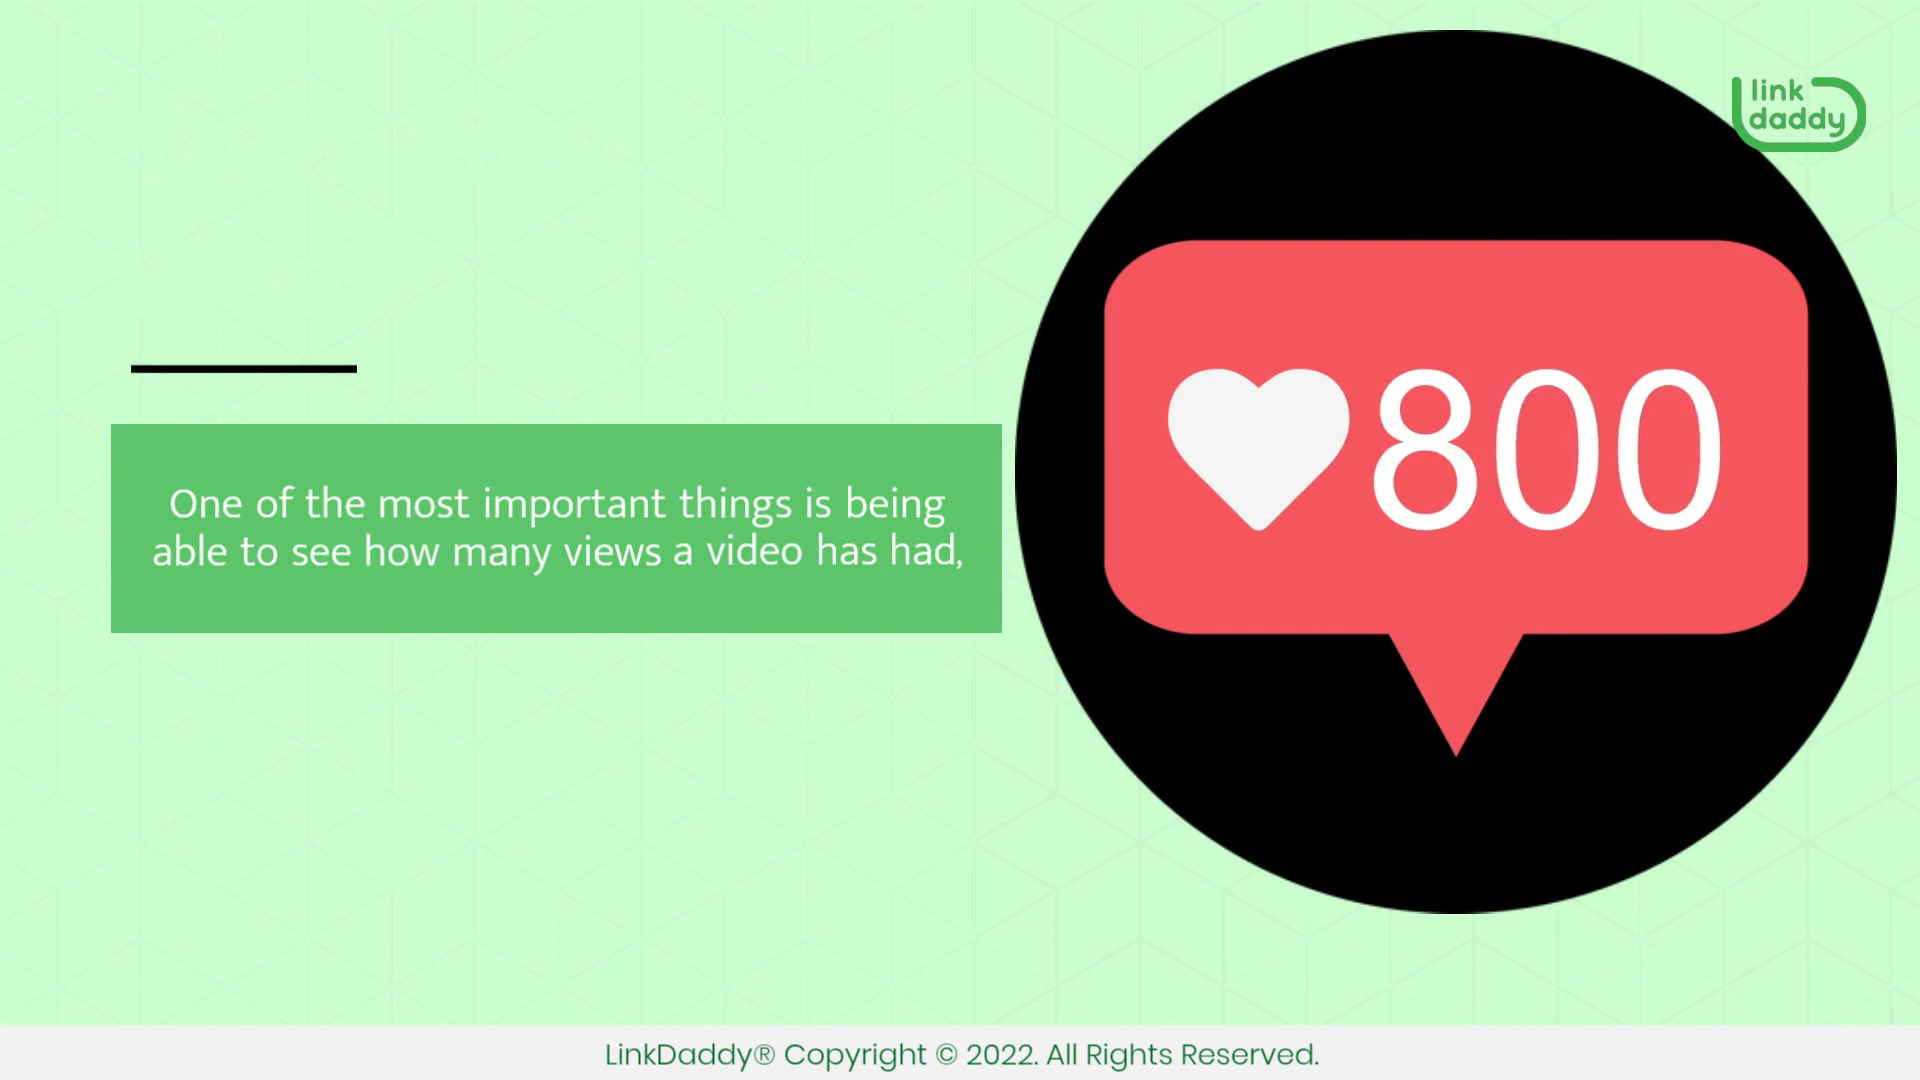 link
daddy
One of the most important things is being
able to see how many views a video has had,
800
LinkDaddy® Copyright © 2022. All Rights Reserved.